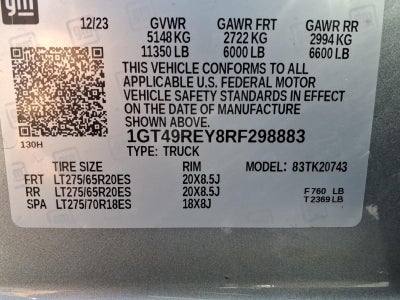 gm
12/23 GVWR GAWR FRT GAWR RR
5148 KG 2722 KG 2994 KG
11350 LB 6000 LB 6600 LB
THIS VEHICLE CONFORMS TO ALL
APPLICABLE U.S. FEDERAL MOTOR
VEHICLE SAFETY STANDARDS IN EFFECT
ON THE DATE OF MANUFACTURE
SHOWN ABOVE.
130H 1GT49REY8RF298883
TYPE: TRUCK
TIRE SIZE RIM MODEL: 83TK20743
FRT LT275/65R20ES 20X8.5J
RR LT275/65R20ES 20X8.5J F 760 LB
SPA LT275/70R18ES 18X8J T 2369 LB